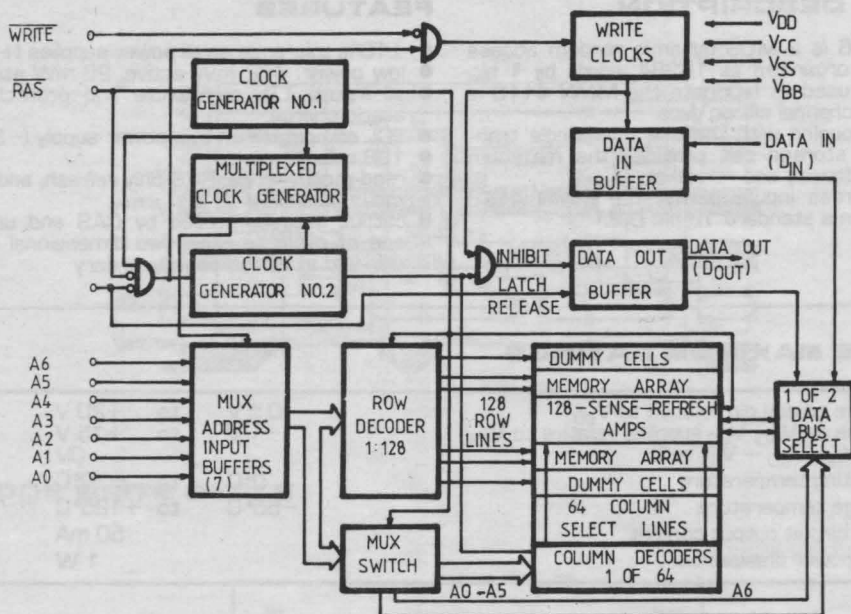 WRITE
RAS
CLOCK
GENERATOR NO.1
MULTIPLEXED
CLOCK GENERATOR
CLOCK
GENERATOR NO.2
WRITE
CLOCKS
VDD
VCC
VSS
VBB
DATA
IN
BUFFER
DATA IN
(DIN)
INHIBIT
LATCH
RELEASE
DATA OUT
BUFFER
DATA OUT
(DOUT)
A6
A5
A4
A3
A2
A1
A0
MUX
ADDRESS
INPUT
BUFFERS
(7)
ROW
DECODER
1:128
128
ROW
LINES
DUMMY CELLS
MEMORY ARRAY
128-SENSE-REFRESH
AMPS
MEMORY ARRAY
DUMMY CELLS
64 COLUMN
SELECT LINES
COLUMN DECODERS
1 OF 64
1 OF 2
DATA
BUS
SELECT
MUX
SWITCH
A0-A5
A6